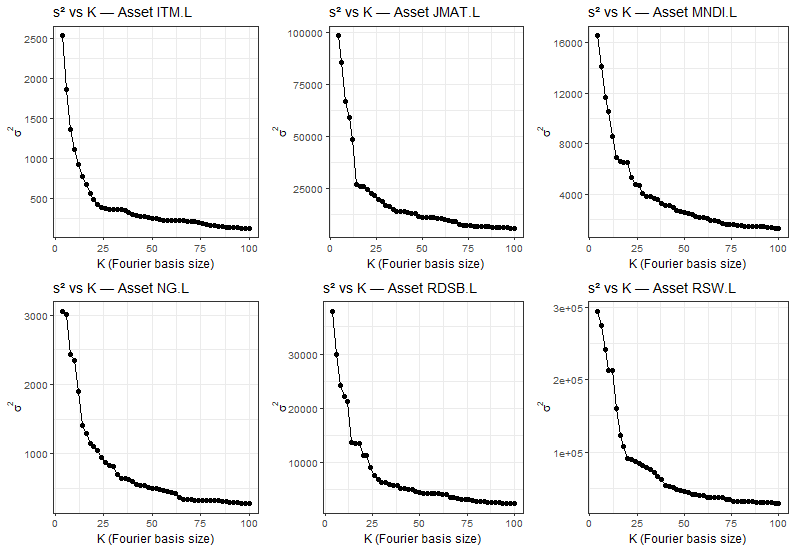 s² vs K — Asset ITM.L
2500
2000
1500
1000
500
σ²
0 25 50 75 100
K (Fourier basis size)
s² vs K — Asset JMAT.L
100000
75000
50000
25000
σ²
0 25 50 75 100
K (Fourier basis size)
s² vs K — Asset MNDI.L
16000
12000
8000
4000
σ²
0 25 50 75 100
K (Fourier basis size)
s² vs K — Asset NG.L
3000
2000
1000
σ²
0 25 50 75 100
K (Fourier basis size)
s² vs K — Asset RDSB.L
30000
20000
10000
σ²
0 25 50 75 100
K (Fourier basis size)
s² vs K — Asset RSW.L
3e+05
2e+05
1e+05
σ²
0 25 50 75 100
K (Fourier basis size)